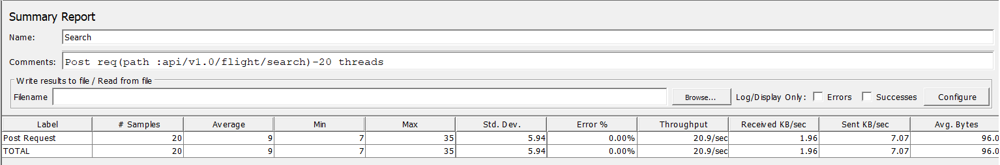 Summary Report
Name: Search
Comments: Post req(path :api/v1.0/flight/search)-20 threads
Write results to file / Read from file
Filename Browse... Log/Display Only: Errors Successes Configure
Label # Samples Average Min Max Std. Dev. Error % Throughput Received KB/sec Sent KB/sec Avg. Bytes
Post Request 20 9 7 35 5.94 0.00% 20.9/sec 1.96 7.07 96.0
TOTAL 20 9 7 35 5.94 0.00% 20.9/sec 1.96 7.07 96.0